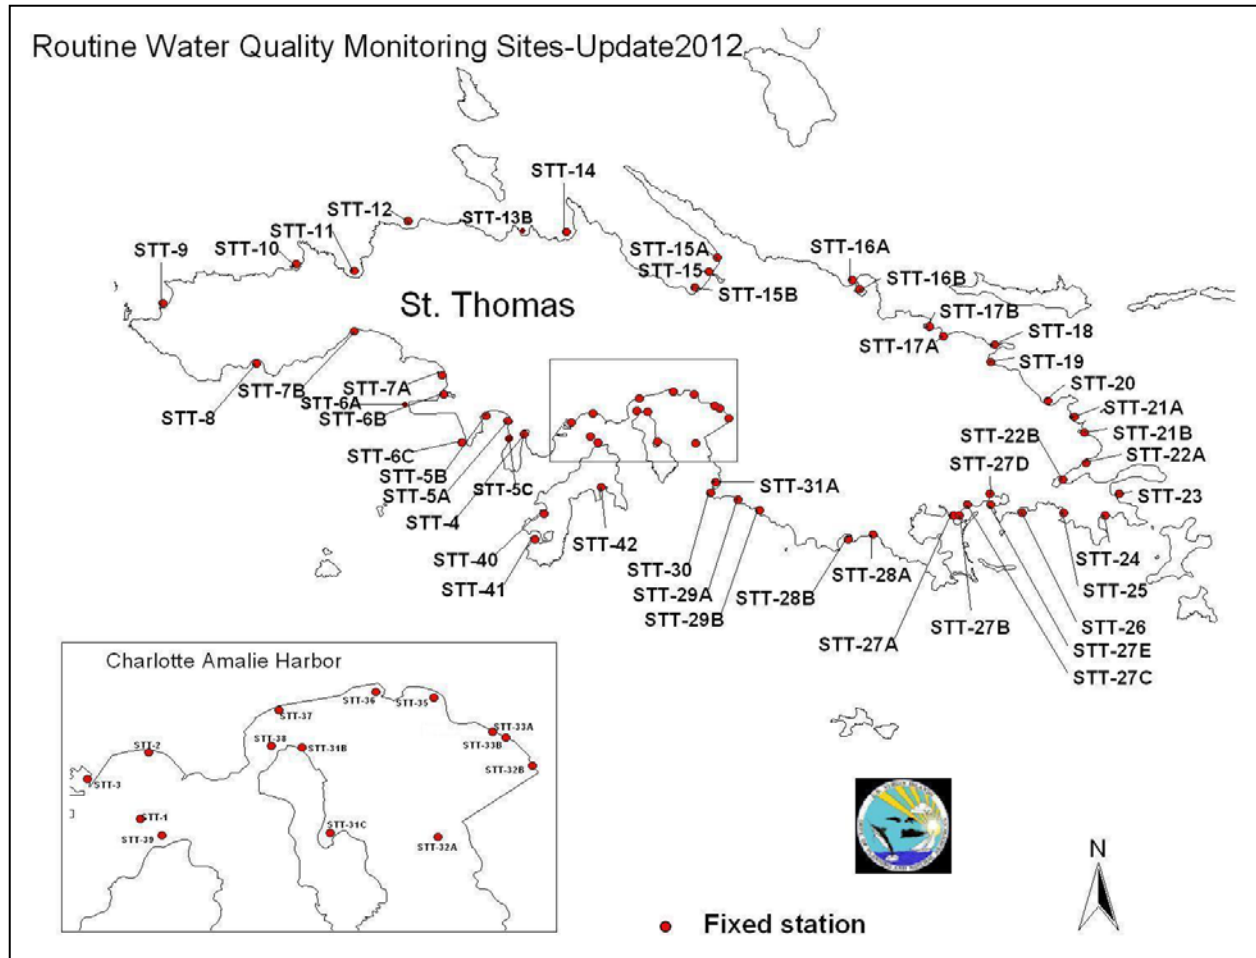 Routine Water Quality Monitoring Sites-Update2012
STT-14
STT-12
STT-13B
STT-11
STT-10
STT-9
STT-15A
STT-15
STT-15B
STT-16A
STT-16B
STT-17B
STT-17A
STT-18
STT-19
St. Thomas
STT-7A
STT-7B
STT-8
STT-6A
STT-6B
STT-6C
STT-5B
STT-5A
STT-5C
STT-4
STT-40
STT-41
STT-42
STT-20
STT-21A
STT-21B
STT-22B
STT-22A
STT-27D
STT-23
STT-31A
STT-30
STT-29A
STT-29B
STT-28B
STT-28A
STT-24
STT-25
STT-26
STT-27A
STT-27B
STT-27E
STT-27C
Charlotte Amalie Harbor
STT-36
STT-35
STT-37
STT-33A
STT-33B
STT-38
STT-31B
STT-2
STT-32B
STT-3
STT-1
STT-39
STT-31C
STT-32A
N
Fixed station